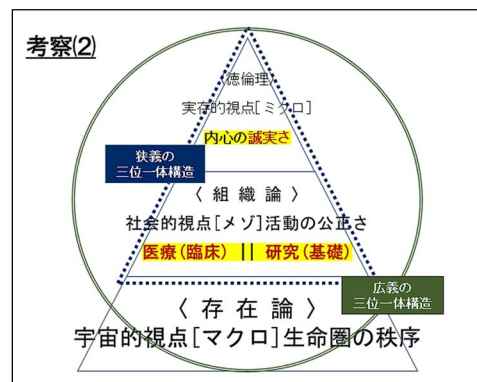 考察⑵
〈徳倫理〉
実存的視点[ミクロ]
内心の誠実さ
狭義の
三位一体構造
〈 組 織 論 〉
社会的視点[メゾ]活動の公正さ
医療(臨床) || 研究(基礎)
広義の
三位一体構造
〈 存 在 論 〉
宇宙的視点[マクロ]生命圏の秩序